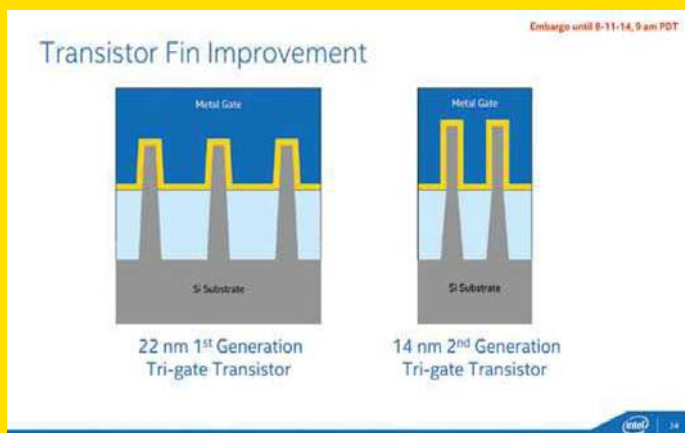 Embargo until 8-11-14, 9 am PDT
Transistor Fin Improvement
Metal Gate
Metal Gate
Si Substrate
Si Substrate
22 nm 1st Generation
Tri-gate Transistor
14 nm 2nd Generation
Tri-gate Transistor
intel